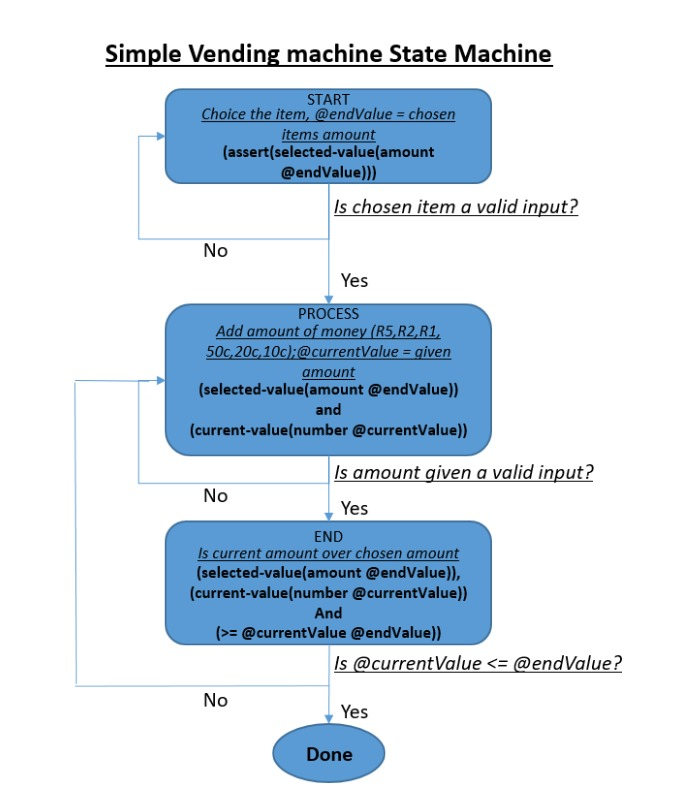 Simple Vending machine State Machine
START
Choice the item, @endValue = chosen
items amount
(assert(selected-value(amount
@endValue)))
Is chosen item a valid input?
No
Yes
PROCESS
Add amount of money (R5,R2,R1,
50c,20c,10c);@currentValue = given
amount
(selected-value(amount @endValue))
and
(current-value(number @currentValue))
Is amount given a valid input?
No
Yes
END
Is current amount over chosen amount
(selected-value(amount @endValue)),
(current-value(number @currentValue))
And
(>= @currentValue @endValue))
Is @currentValue <= @endValue?
No
Yes
Done